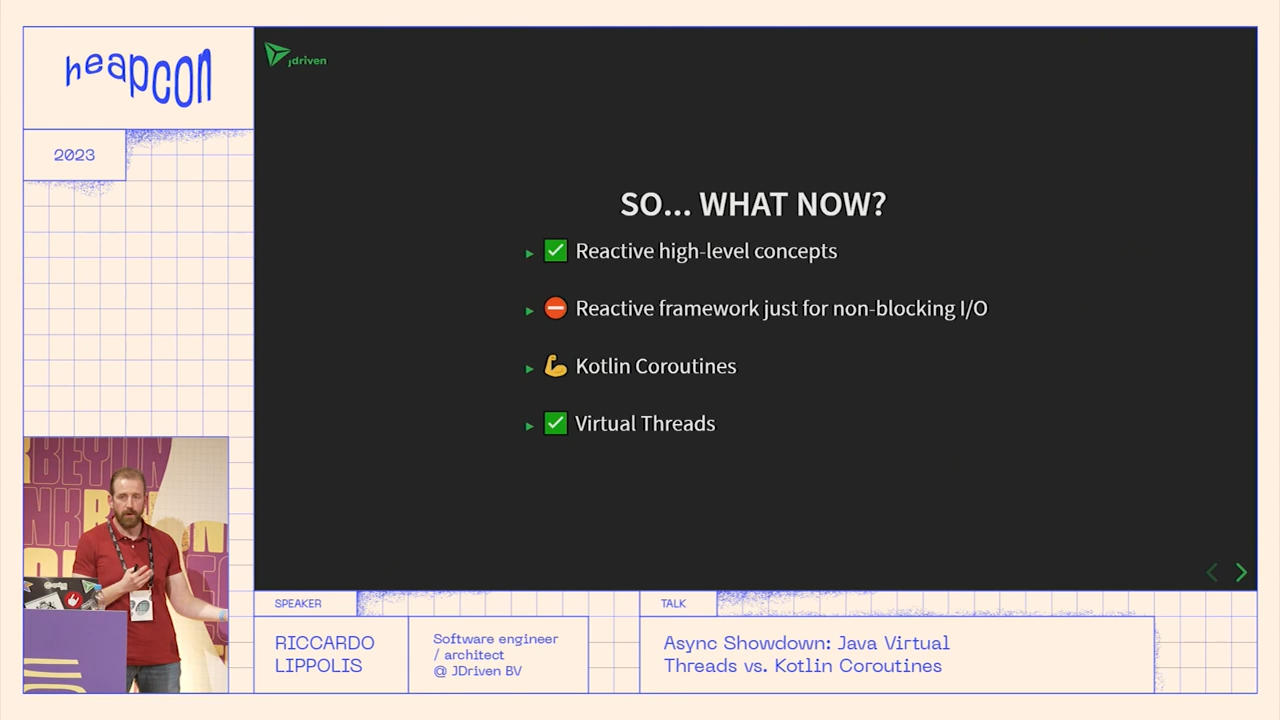 heapcon
2023
jdriven
SO... WHAT NOW?
Reactive high-level concepts
Reactive framework just for non-blocking I/O
Kotlin Coroutines
Virtual Threads
SPEAKER
RICCARDO
LIPPOLIS
Software engineer
/ architect
@ JDriven BV
TALK
Async Showdown: Java Virtual
Threads vs. Kotlin Coroutines